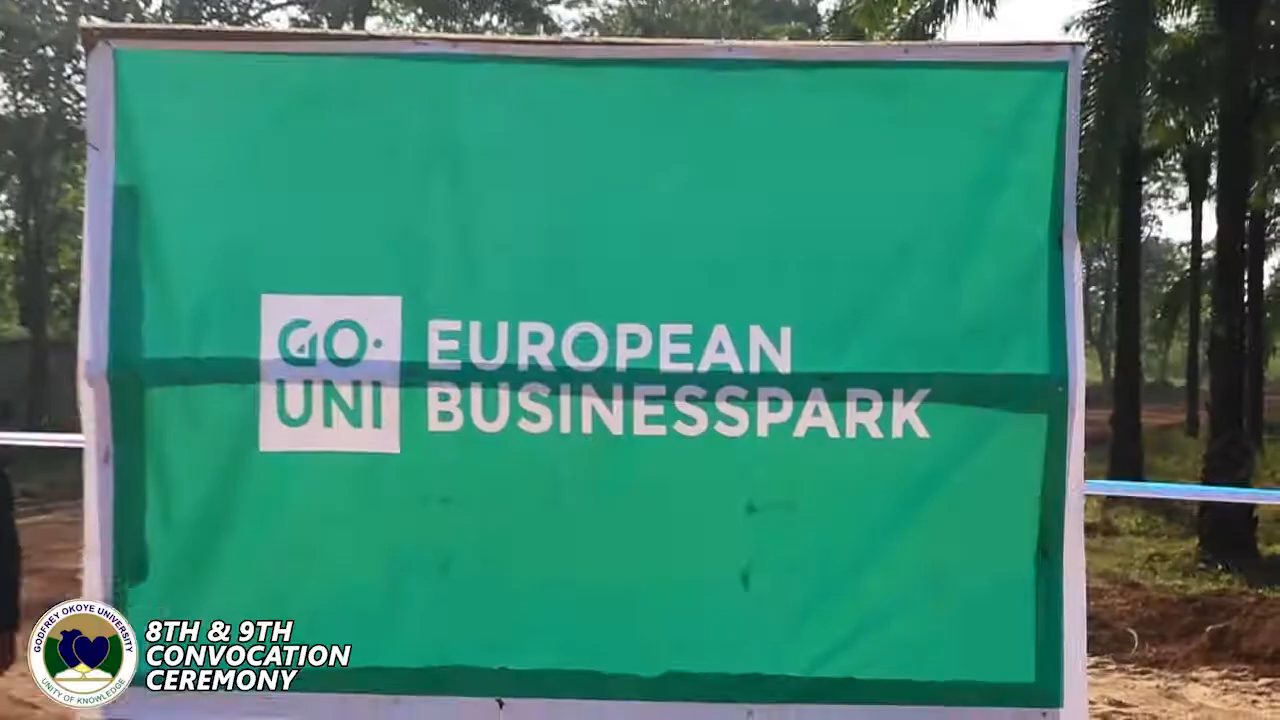 GO.
UNI
EUROPEAN
BUSINESSPARK
GODFREY OKOYE UNIVERSITY
UNITY OF KNOWLEDGE
8TH & 9TH
CONVOCATION
CEREMONY